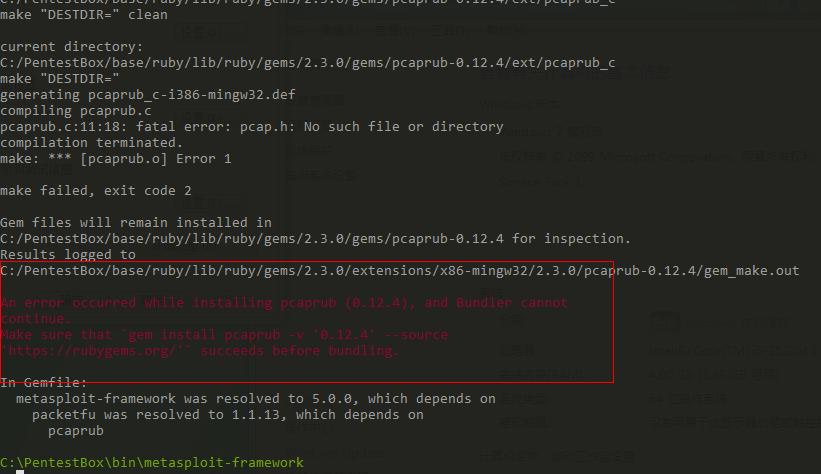 C:/PentestBox/base/ruby/lib/ruby/gems/2.3.0/gems/pcaprub-0.12.4/ext/pcaprub_c
make "DESTDIR=" clean
current directory:
C:/PentestBox/base/ruby/lib/ruby/gems/2.3.0/gems/pcaprub-0.12.4/ext/pcaprub_c
make "DESTDIR="
generating pcaprub_c-i386-mingw32.def
compiling pcaprub.c
pcaprub.c:11:18: fatal error: pcap.h: No such file or directory
compilation terminated.
make: *** [pcaprub.o] Error 1
make failed, exit code 2
Gem files will remain installed in
C:/PentestBox/base/ruby/lib/ruby/gems/2.3.0/gems/pcaprub-0.12.4 for inspection.
Results logged to
C:/PentestBox/base/ruby/lib/ruby/gems/2.3.0/extensions/x86-mingw32/2.3.0/pcaprub-0.12.4/gem_make.out
An error occurred while installing pcaprub (0.12.4), and Bundler cannot
continue.
Make sure that `gem install pcaprub -v '0.12.4' --source
'https://rubygems.org/'` succeeds before bundling.
In Gemfile:
metasploit-framework was resolved to 5.0.0, which depends on
packetfu was resolved to 1.1.13, which depends on
pcaprub
C:\PentestBox\bin\metasploit-framework